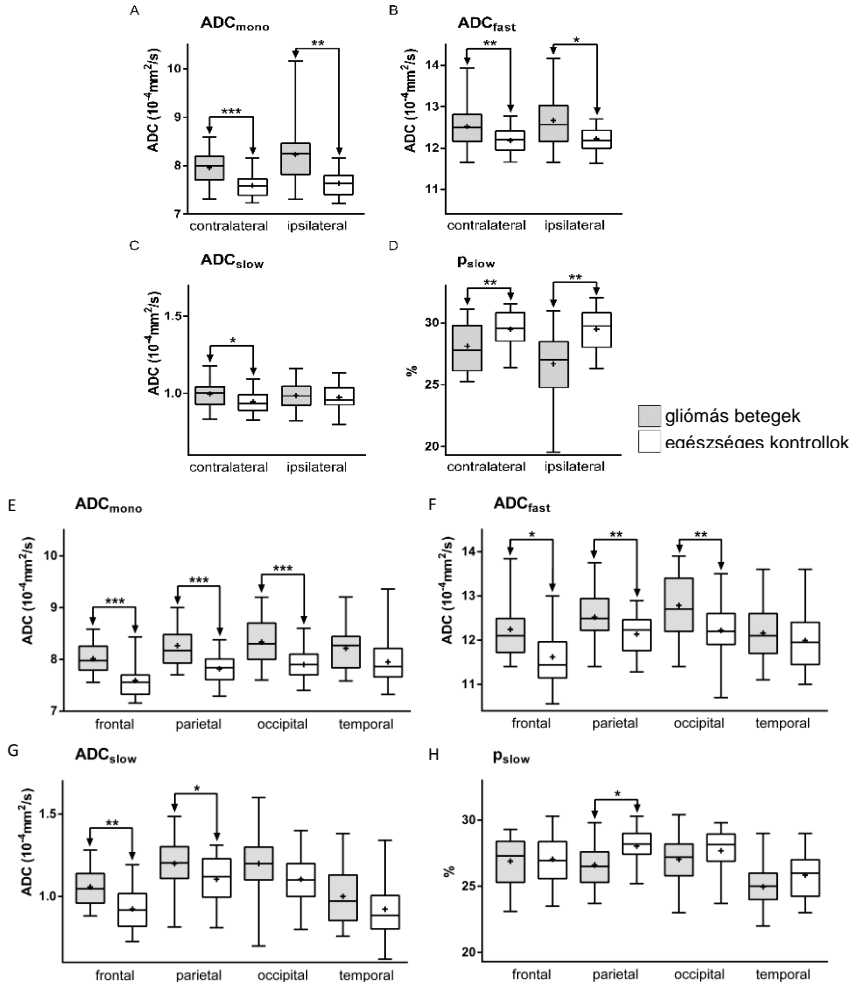 A
ADCmono
ADC (10-4mm2/s)
10
9
8
7
***
**
contralateral
ipsilateral
B
ADCfast
ADC (10-4mm2/s)
14
13
12
11
**
*
contralateral
ipsilateral
C
ADCslow
ADC (10-4mm2/s)
1.5
1.0
*
contralateral
ipsilateral
D
pslow
%
30
25
20
**
**
contralateral
ipsilateral
gliómás betegek
egészséges kontrollok
E
ADCmono
ADC (10-4mm2/s)
10
9
8
7
***
***
***
frontal
parietal
occipital
temporal
F
ADCfast
ADC (10-4mm2/s)
14
13
12
11
*
**
**
frontal
parietal
occipital
temporal
G
ADCslow
ADC (10-4mm2/s)
1.5
1.0
**
*
frontal
parietal
occipital
temporal
H
pslow
%
30
25
20
*
frontal
parietal
occipital
temporal